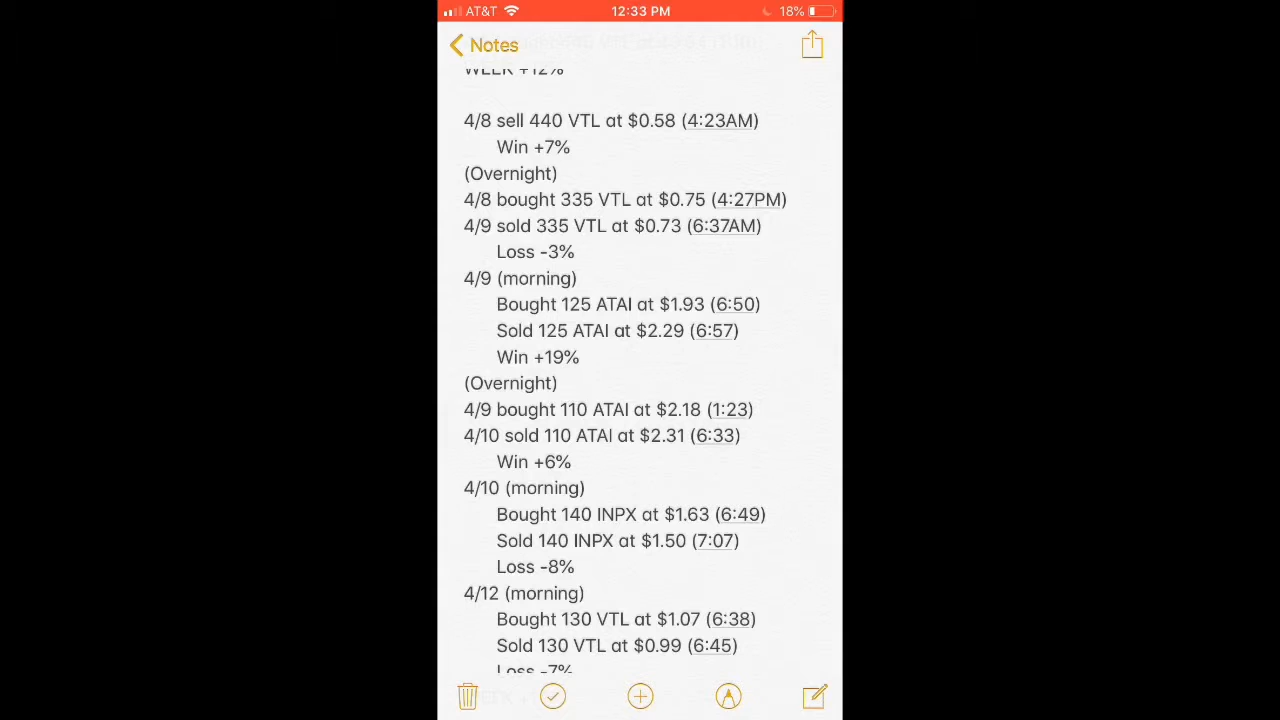 AT&T 12:33 PM 18%
Notes
WEEK +12%
4/8 sell 440 VTL at $0.58 (4:23AM)
Win +7%
(Overnight)
4/8 bought 335 VTL at $0.75 (4:27PM)
4/9 sold 335 VTL at $0.73 (6:37AM)
Loss -3%
4/9 (morning)
Bought 125 ATAI at $1.93 (6:50)
Sold 125 ATAI at $2.29 (6:57)
Win +19%
(Overnight)
4/9 bought 110 ATAI at $2.18 (1:23)
4/10 sold 110 ATAI at $2.31 (6:33)
Win +6%
4/10 (morning)
Bought 140 INPX at $1.63 (6:49)
Sold 140 INPX at $1.50 (7:07)
Loss -8%
4/12 (morning)
Bought 130 VTL at $1.07 (6:38)
Sold 130 VTL at $0.99 (6:45)
Loss -7%